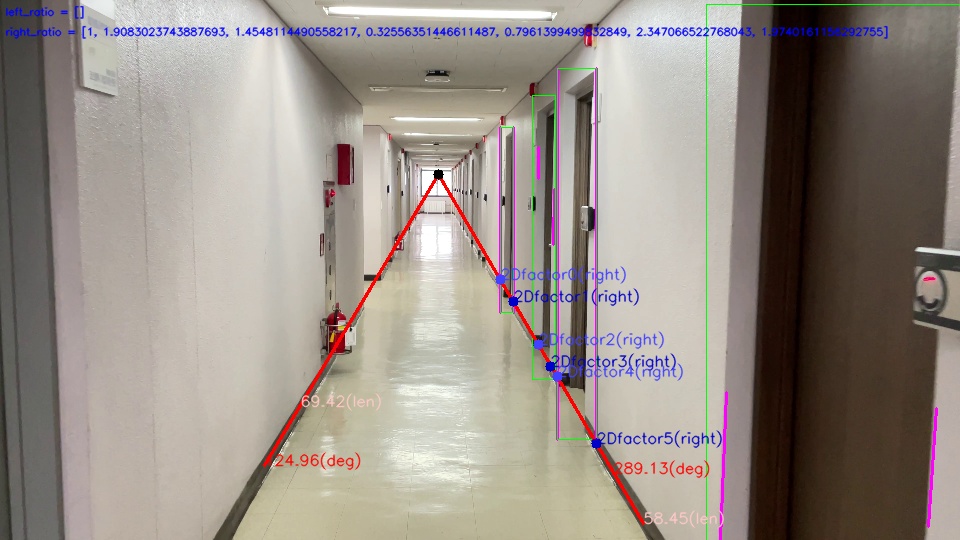 left_ratio = []
right_ratio = [1, 1.9083023743887693, 1.4548114490558217, 0.32556351446611487, 0.7961399499832849, 2.347066522768043, 1.9740161156292755]
2Dfactor0(right)
2Dfactor1(right)
2Dfactor2(right)
2Dfactor3(right)
2Dfactor4(right)
69.42(len)
2Dfactor5(right)
24.96(deg)
289.13(deg)
58.45(len)